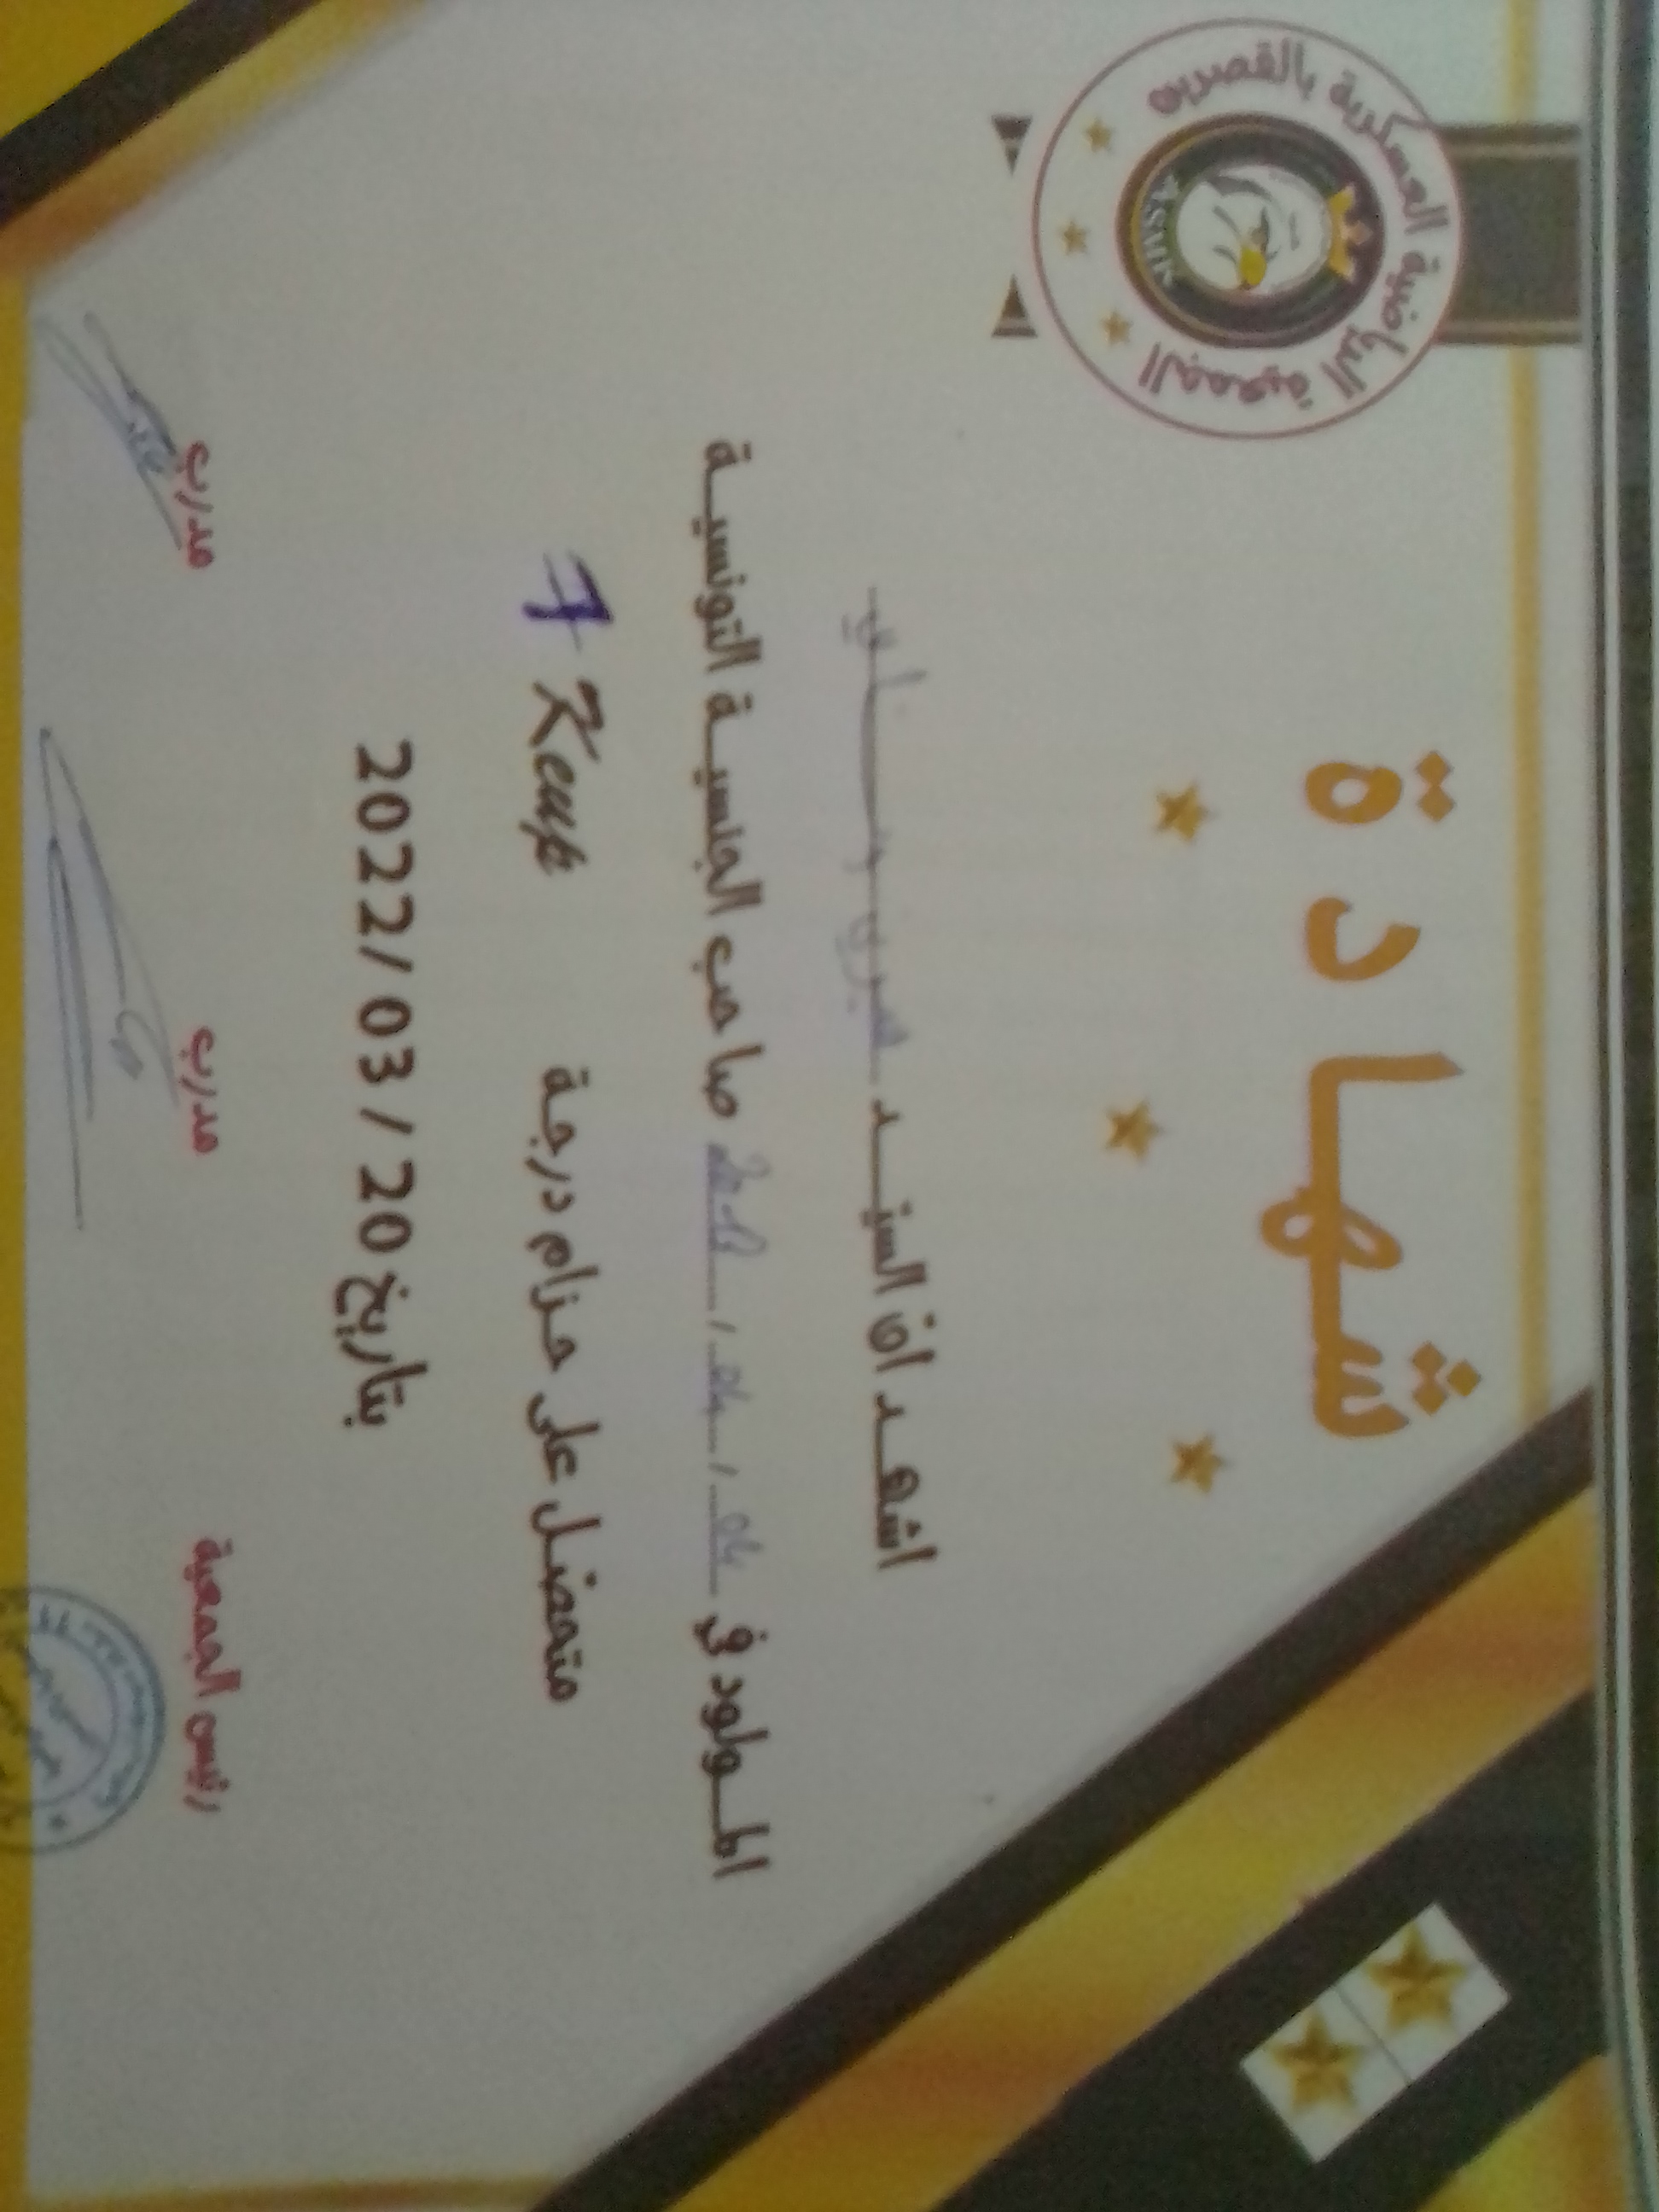 الجمعية الرياضية العسكرية بالقصرين
شهادة
اشهد ان السيد
المولود في صاحب الجنسية التونسية
متحصل على حزام درجة 7 Keup
بتاريخ 20 / 03 / 2022
رئيس الجمعية مدرب مدرب